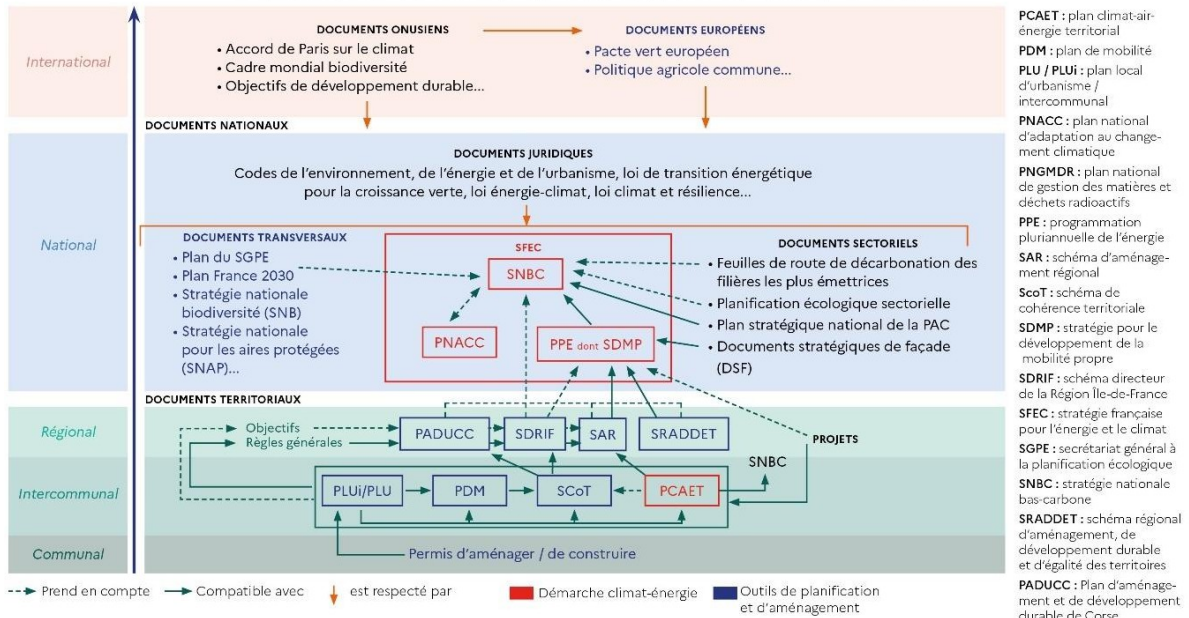 International
DOCUMENTS ONUSIENS
• Accord de Paris sur le climat
• Cadre mondial biodiversité
• Objectifs de développement durable...
DOCUMENTS EUROPÉENS
• Pacte vert européen
• Politique agricole commune...
DOCUMENTS NATIONAUX
National
DOCUMENTS JURIDIQUES
Codes de l'environnement, de l'énergie et de l'urbanisme, loi de transition énergétique
pour la croissance verte, loi énergie-climat, loi climat et résilience...
DOCUMENTS TRANSVERSAUX
• Plan du SGPE
• Plan France 2030
• Stratégie nationale
biodiversité (SNB)
• Stratégie nationale
pour les aires protégées
(SNAP)...
SFEC
SNBC
PNACC
PPE dont SDMP
DOCUMENTS SECTORIELS
• Feuilles de route de décarbonation des
filières les plus émettrices
• Planification écologique sectorielle
• Plan stratégique national de la PAC
• Documents stratégiques de façade
(DSF)
DOCUMENTS TERRITORIAUX
Régional
Objectifs
Règles générales
PADUCC
SDRIF
SAR
SRADDET
PROJETS
SNBC
Intercommunal
PLUi/PLU
PDM
SCoT
PCAET
Communal
Permis d'aménager / de construire
Prend en compte
Compatible avec
est respecté par
Démarche climat-énergie
Outils de planification
et d'aménagement
PCAET : plan climat-air-
énergie territorial
PDM : plan de mobilité
PLU / PLUi : plan local
d'urbanisme /
intercommunal
PNACC : plan national
d'adaptation au change-
ment climatique
PNGMDR : plan national
de gestion des matières et
déchets radioactifs
PPE : programmation
pluriannuelle de l'énergie
SAR : schéma d'aménage-
ment régional
ScoT : schéma de
cohérence territoriale
SDMP : stratégie pour le
développement de la
mobilité propre
SDRIF : schéma directeur
de la Région Île-de-France
SFEC : stratégie française
pour l'énergie et le climat
SGPE : secrétariat général à
la planification écologique
SNBC : stratégie nationale
bas-carbone
SRADDET : schéma régional
d'aménagement, de
développement durable
et d'égalité des territoires
PADUCC : Plan d'aménage-
ment et de développement
durable de Corse